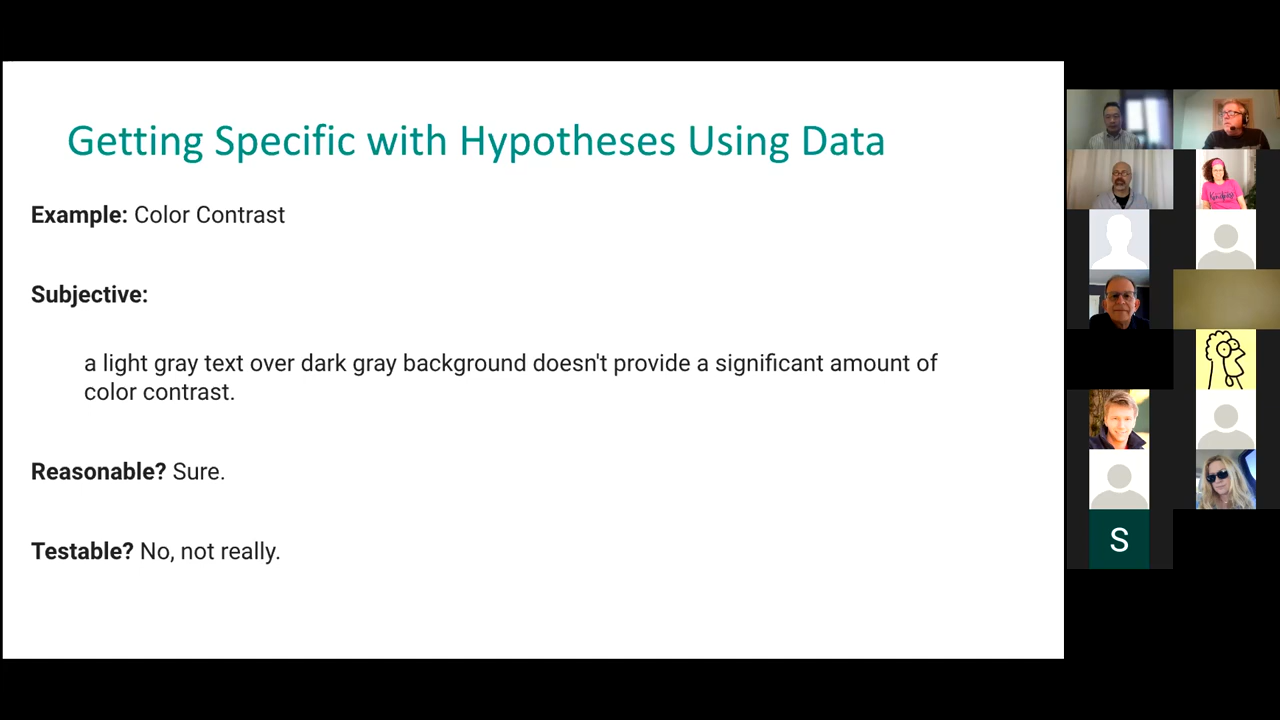 Getting Specific with Hypotheses Using Data
Example: Color Contrast
Subjective:
a light gray text over dark gray background doesn't provide a significant amount of
color contrast.
Reasonable? Sure.
Testable? No, not really.
S